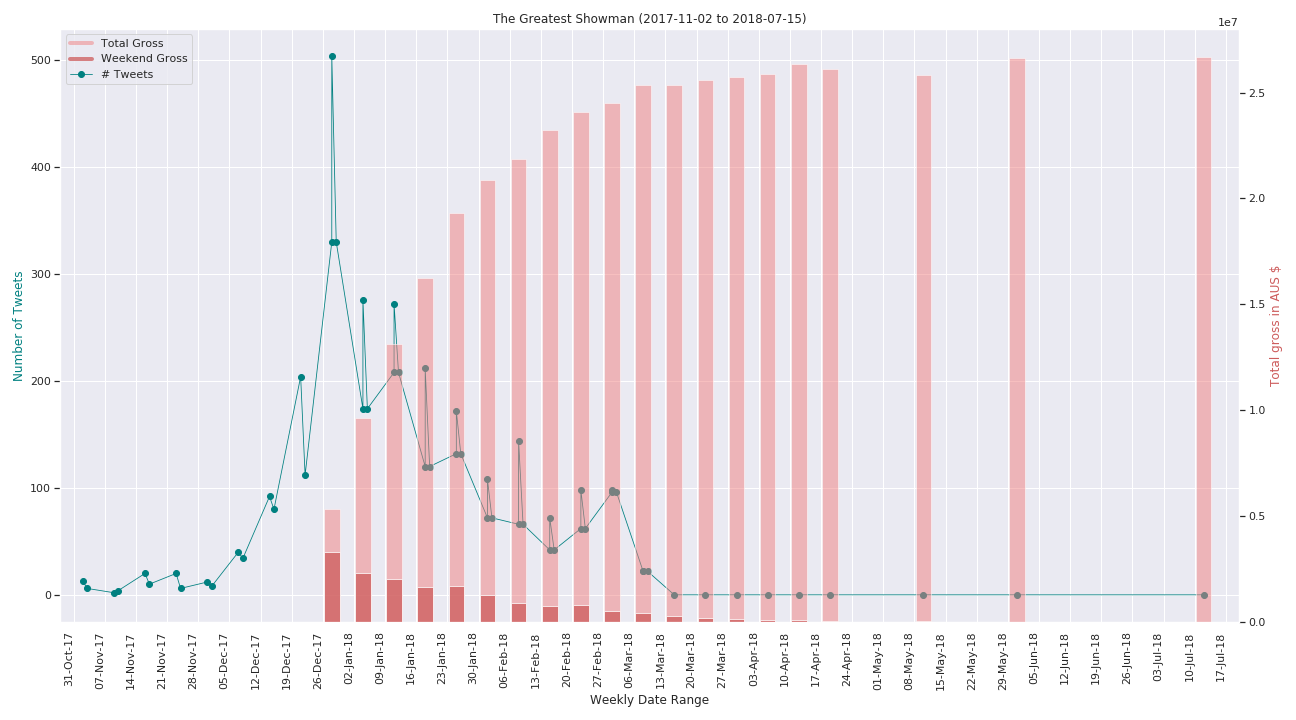 The Greatest Showman (2017-11-02 to 2018-07-15)
1e7
Total Gross
Weekend Gross
# Tweets
500
400
300
200
100
0
Number of Tweets
2.5
2.0
1.5
1.0
0.5
0.0
Total gross in AUS $
31-Oct-17
07-Nov-17
14-Nov-17
21-Nov-17
28-Nov-17
05-Dec-17
12-Dec-17
19-Dec-17
26-Dec-17
02-Jan-18
09-Jan-18
16-Jan-18
23-Jan-18
30-Jan-18
06-Feb-18
13-Feb-18
20-Feb-18
27-Feb-18
06-Mar-18
13-Mar-18
20-Mar-18
27-Mar-18
03-Apr-18
10-Apr-18
17-Apr-18
24-Apr-18
01-May-18
08-May-18
15-May-18
22-May-18
29-May-18
05-Jun-18
12-Jun-18
19-Jun-18
26-Jun-18
03-Jul-18
10-Jul-18
17-Jul-18
Weekly Date Range